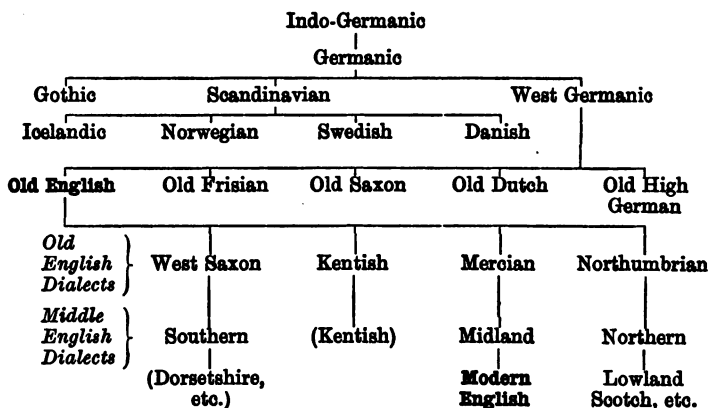 Indo-Germanic
Germanic
Gothic Scandinavian West Germanic
Icelandic Norwegian Swedish Danish
Old English Old Frisian Old Saxon Old Dutch Old High
German
Old
English West Saxon Kentish Mercian Northumbrian
Dialects
Middle
English Southern (Kentish) Midland Northern
Dialects
(Dorsetshire, Modern Lowland
etc.) English Scotch, etc.